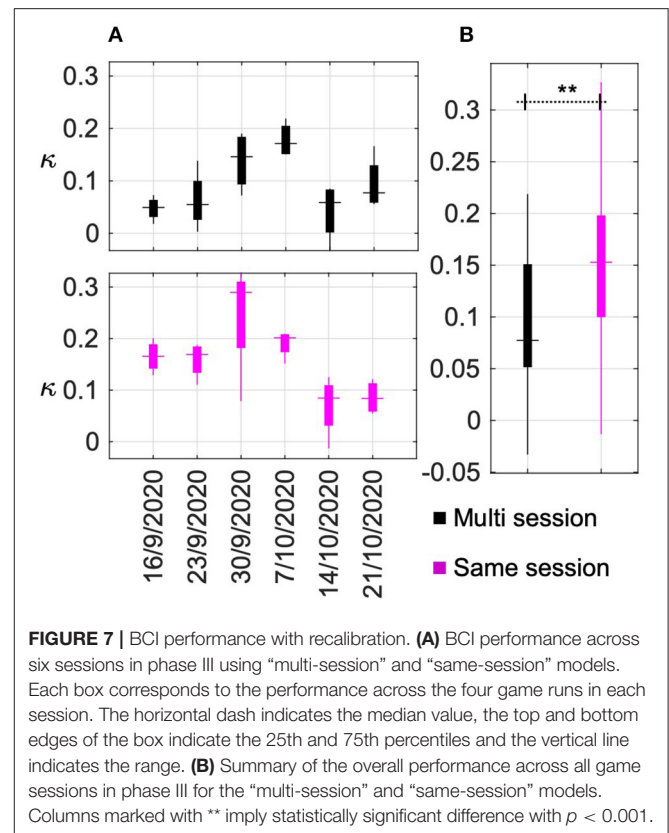 A
B
0.3
0.2
κ
0.1
0
0.3
0.2
κ
0.1
0
16/9/2020
23/9/2020
30/9/2020
7/10/2020
14/10/2020
21/10/2020
**
0.3
0.25
0.2
0.15
0.1
0.05
0
-0.05
Multi session
Same session
FIGURE 7 | BCI performance with recalibration. (A) BCI performance across
six sessions in phase III using “multi-session” and “same-session” models.
Each box corresponds to the performance across the four game runs in each
session. The horizontal dash indicates the median value, the top and bottom
edges of the box indicate the 25th and 75th percentiles and the vertical line
indicates the range. (B) Summary of the overall performance across all game
sessions in phase III for the “multi-session” and “same-session” models.
Columns marked with ** imply statistically significant difference with p < 0.001.